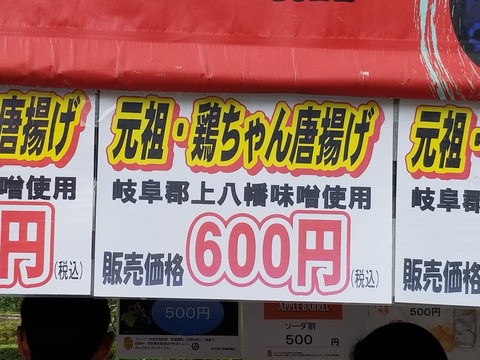 唐揚げ
噌使用
円
(税込)
元祖・鶏ちゃん唐揚げ
岐阜郡上八幡味噌使用
販売価格 600円 (税込)
元祖・
岐阜郡
販売価格
500円
APPLE BARREL
ソーダ割
500 円
500円